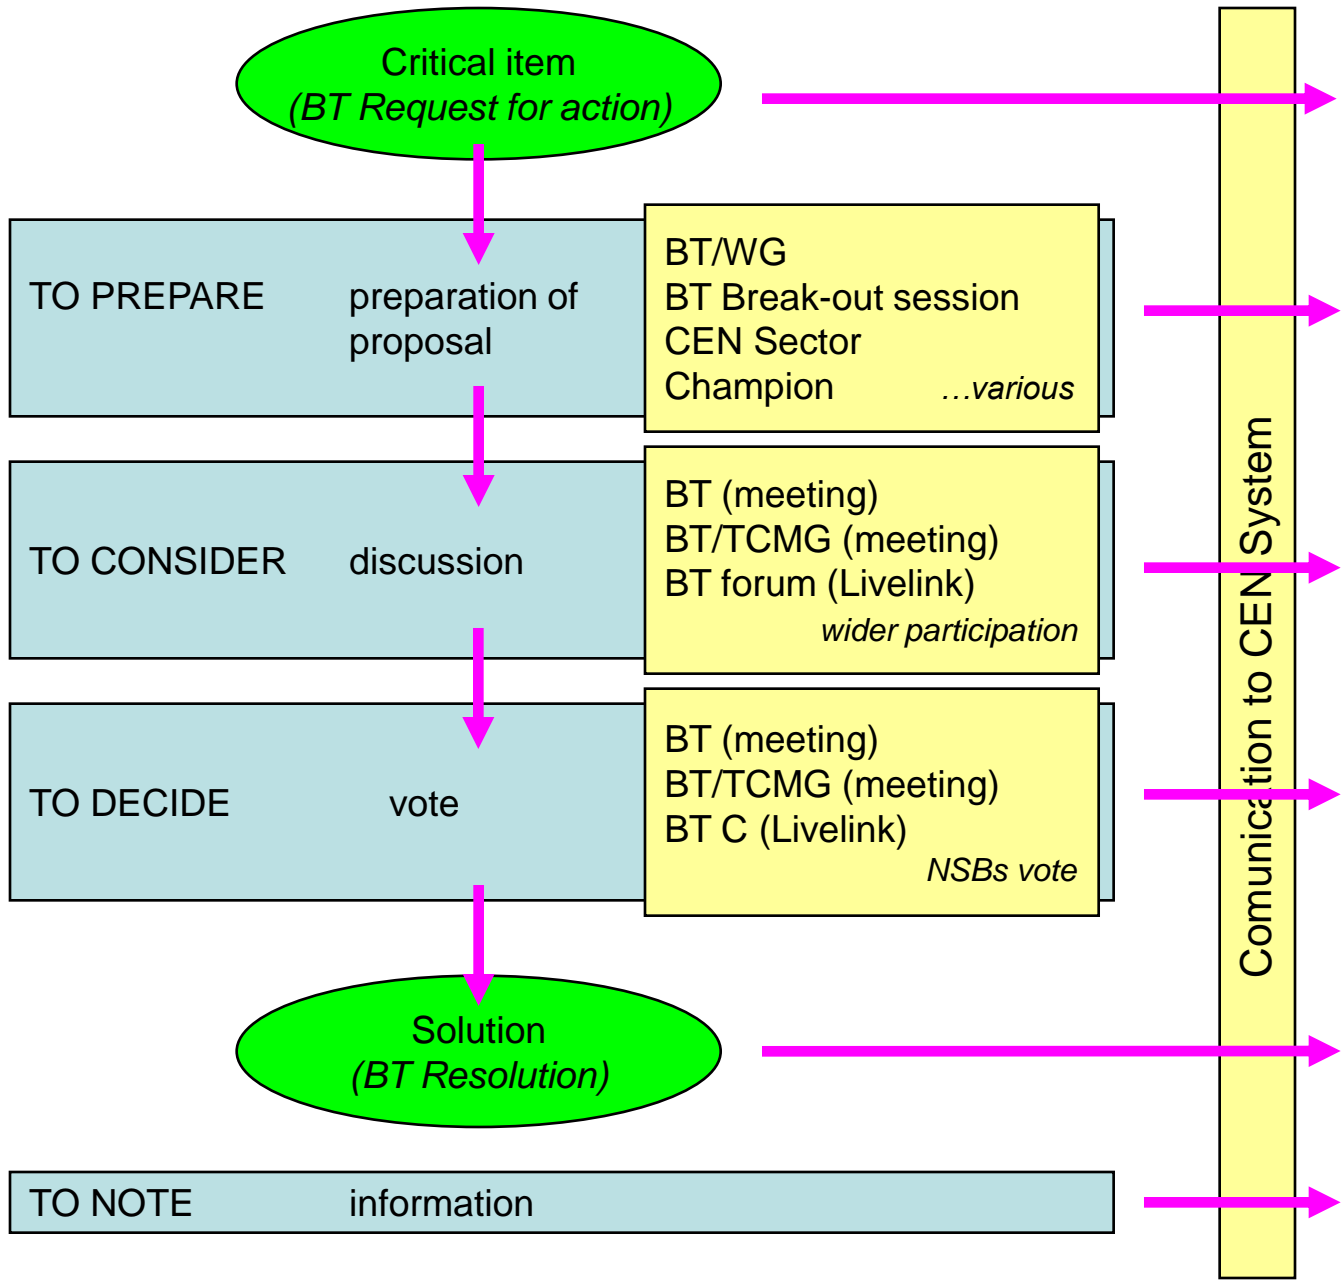 Critical item
(BT Request for action)
TO PREPARE
preparation of
proposal
BT/WG
BT Break-out session
CEN Sector
Champion …various
TO CONSIDER
discussion
BT (meeting)
BT/TCMG (meeting)
BT forum (Livelink)
wider participation
TO DECIDE
vote
BT (meeting)
BT/TCMG (meeting)
BT C (Livelink)
NSBs vote
Solution
(BT Resolution)
TO NOTE
information
Comunication to CEN System